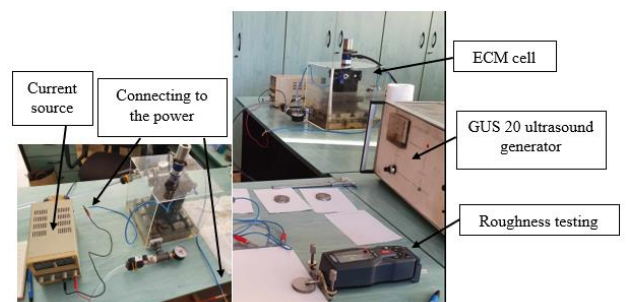 Current
source
Connecting to
the power
ECM cell
GUS 20 ultrasound
generator
Roughness testing